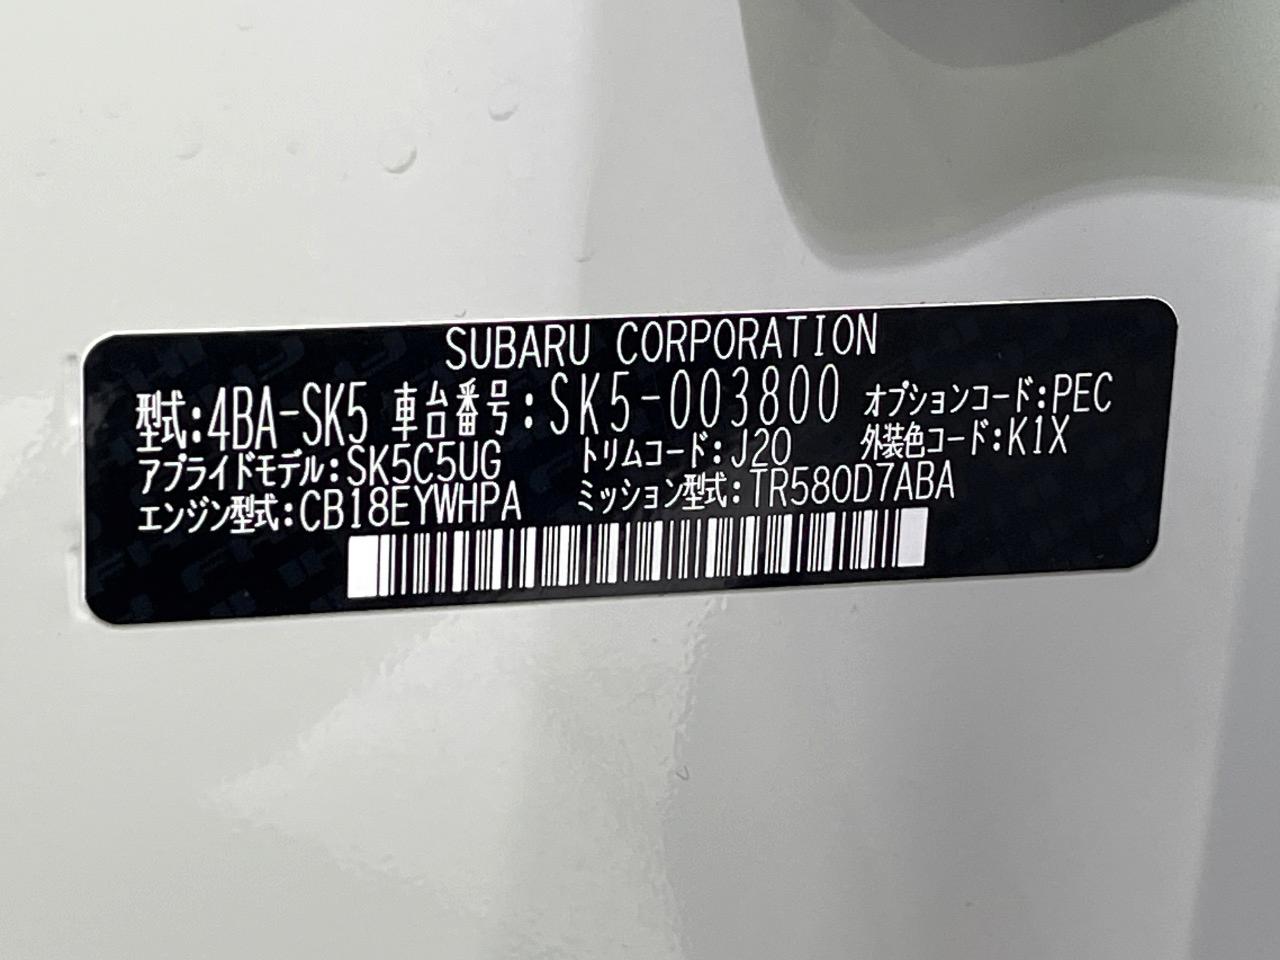 SUBARU CORPORATION
型式:4BA-SK5 車台番号:SK5-003800 オプションコード:PEC
アプライドモデル:SK5C5UG トリムコード:J20 外装色コード:K1X
エンジン型式:CB18EYWHPA ミッション型式:TR580D7ABA